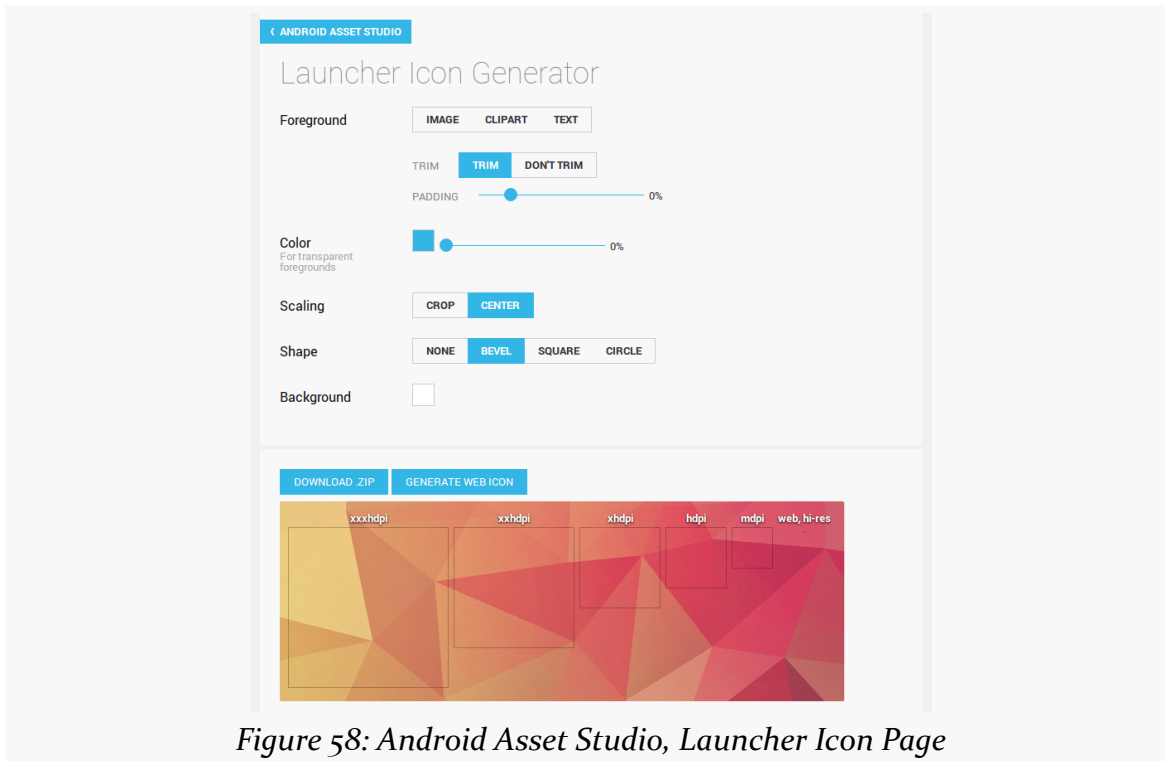 ‹ ANDROID ASSET STUDIO
Launcher Icon Generator
Foreground IMAGE CLIPART TEXT
TRIM TRIM DON'T TRIM
PADDING 0%
Color 0%
For transparent
foregrounds
Scaling CROP CENTER
Shape NONE BEVEL SQUARE CIRCLE
Background
DOWNLOAD .ZIP GENERATE WEB ICON
xxxhdpi xxhdpi xhdpi hdpi mdpi web, hi-res
Figure 58: Android Asset Studio, Launcher Icon Page